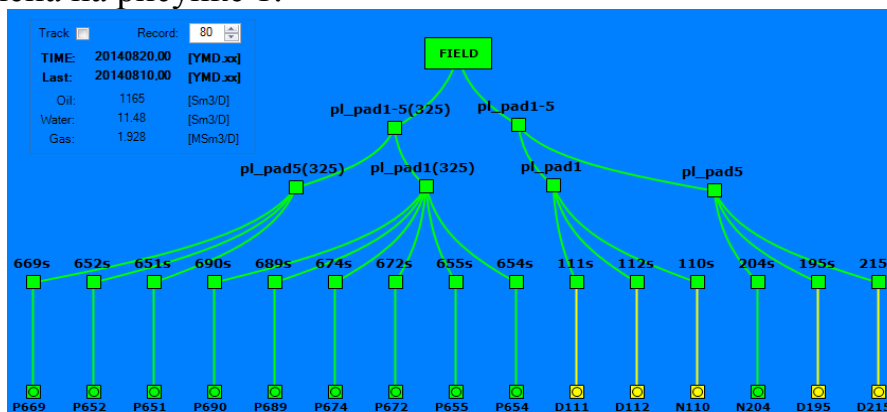 Track Record: 80
TIME: 20140820,00 [YMD.xx]
Last: 20140810,00 [YMD.xx]
Oil: 1165 [Sm3/D]
Water: 11.48 [Sm3/D]
Gas: 1.928 [MSm3/D]
FIELD
pl_pad1-5(325) pl_pad1-5
pl_pad5(325) pl_pad1(325) pl_pad1 pl_pad5
669s 652s 651s 690s 689s 674s 672s 655s 654s 111s 112s 110s 204s 195s 215
P669 P652 P651 P690 P689 P674 P672 P655 P654 D111 D112 N110 N204 D195 D215